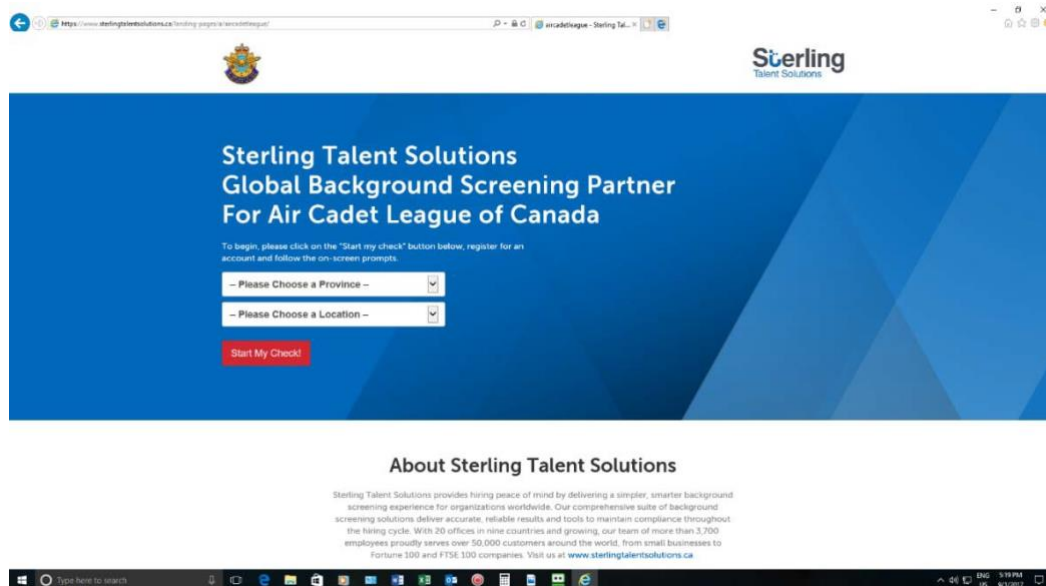 https://www.sterlingtalentsolutions.ca/landing-pages/a/aircadetleague/
aircadetleague - Sterling Tal...
Sterling
Talent Solutions
Sterling Talent Solutions
Global Background Screening Partner
For Air Cadet League of Canada
To begin, please click on the "Start my check" button below, register for an
account and follow the on-screen prompts.
-- Please Choose a Province --
-- Please Choose a Location --
Start My Check!
About Sterling Talent Solutions
Sterling Talent Solutions provides hiring peace of mind by delivering a simpler, smarter background
screening experience for organizations worldwide. Our comprehensive suite of background
screening solutions deliver accurate, reliable results and tools to maintain compliance throughout
the hiring cycle. With 20 offices in nine countries and growing, our team of more than 3,700
employees proudly serves over 50,000 customers around the world, from small businesses to
Fortune 100 and FTSE 100 companies. Visit us at www.sterlingtalentsolutions.ca
Type here to search
ENG 5:19 PM
US